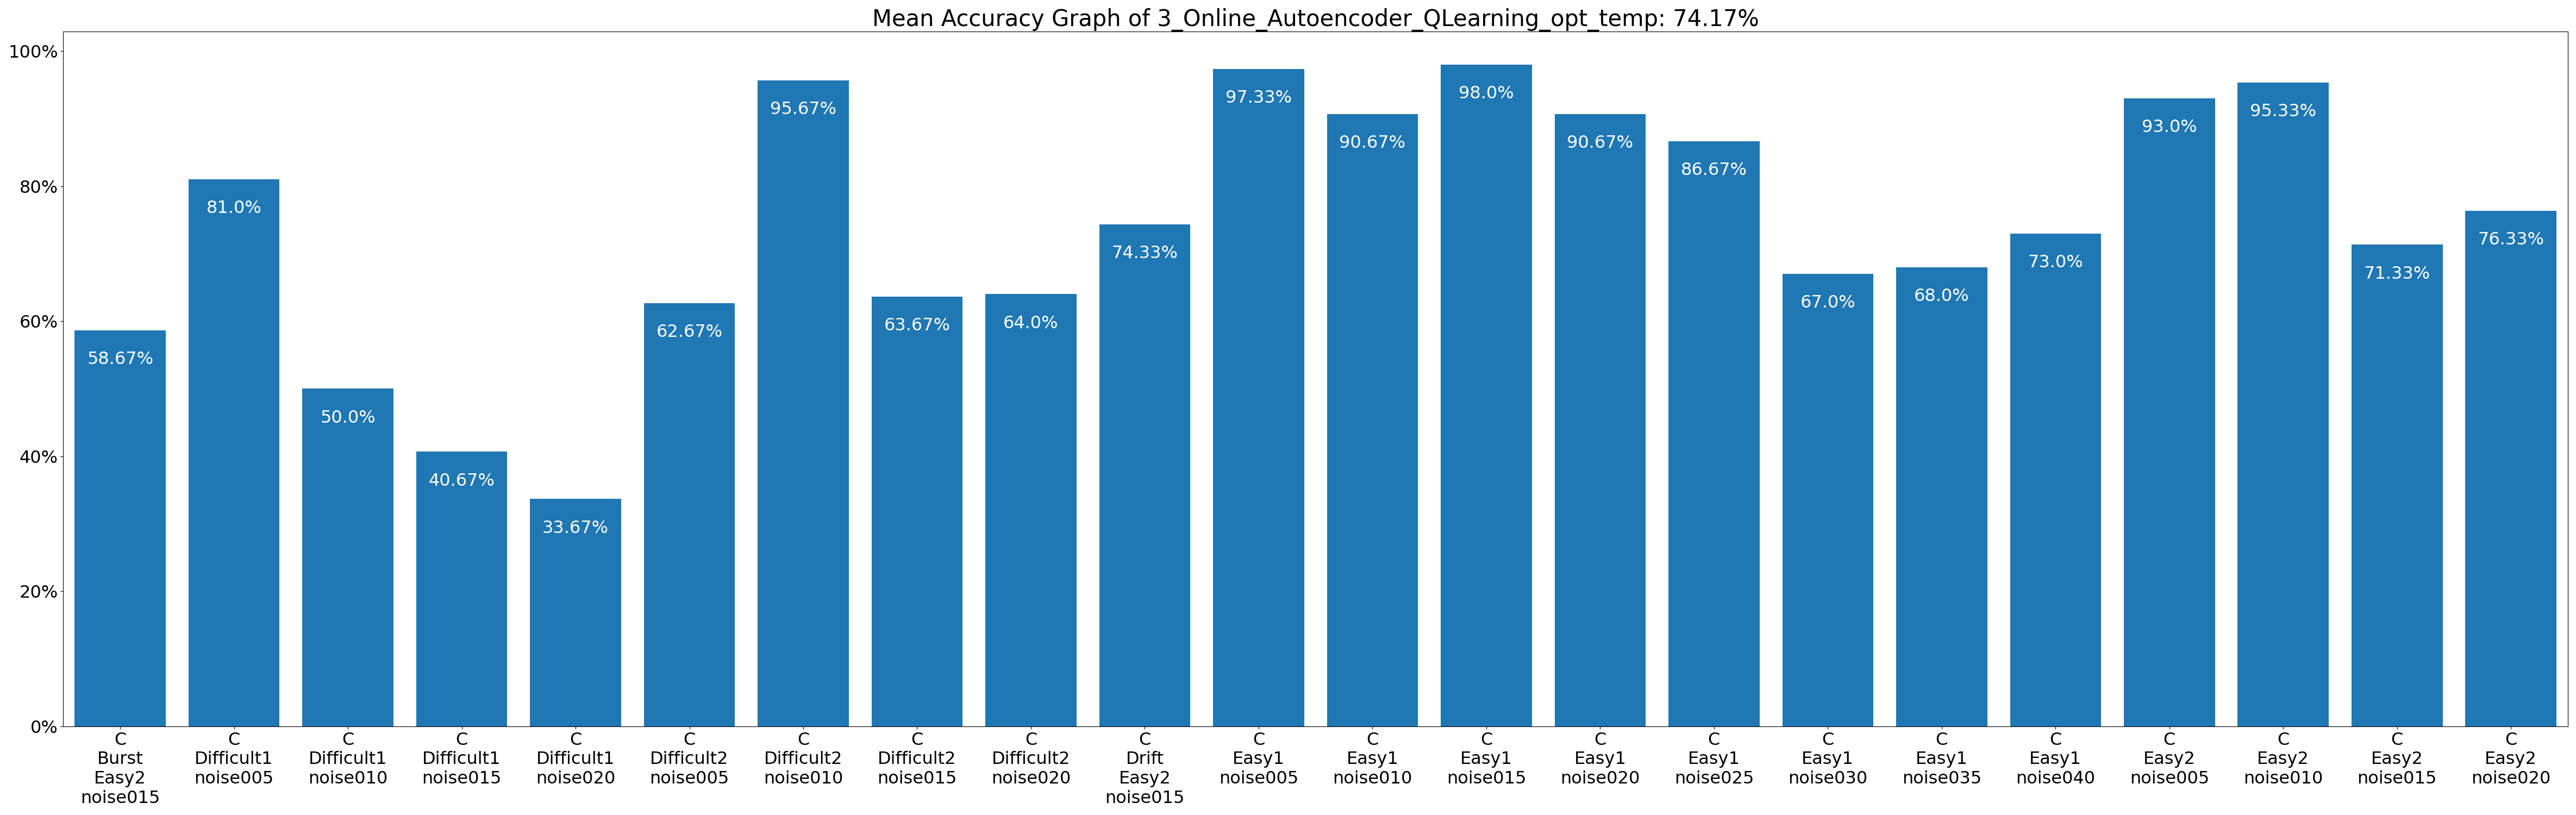 Mean Accuracy Graph of 3_Online_Autoencoder_QLearning_opt_temp: 74.17%
100%
80%
60%
40%
20%
0%
58.67%
81.0%
50.0%
40.67%
33.67%
62.67%
95.67%
63.67%
64.0%
74.33%
97.33%
90.67%
98.0%
90.67%
86.67%
67.0%
68.0%
73.0%
93.0%
95.33%
71.33%
76.33%
C
Burst
Easy2
noise015
C
Difficult1
noise005
C
Difficult1
noise010
C
Difficult1
noise015
C
Difficult1
noise020
C
Difficult2
noise005
C
Difficult2
noise010
C
Difficult2
noise015
C
Difficult2
noise020
C
Drift
Easy2
noise015
C
Easy1
noise005
C
Easy1
noise010
C
Easy1
noise015
C
Easy1
noise020
C
Easy1
noise025
C
Easy1
noise030
C
Easy1
noise035
C
Easy1
noise040
C
Easy2
noise005
C
Easy2
noise010
C
Easy2
noise015
C
Easy2
noise020